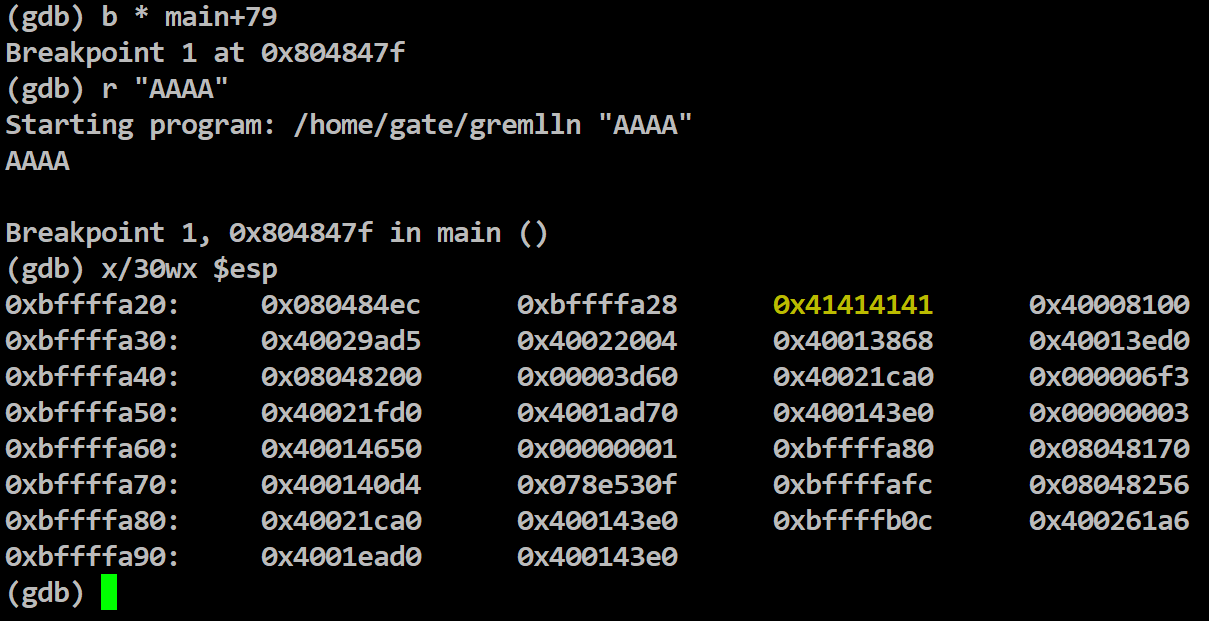 (gdb) b * main+79
Breakpoint 1 at 0x804847f
(gdb) r "AAAA"
Starting program: /home/gate/gremlln "AAAA"
AAAA
Breakpoint 1, 0x804847f in main ()
(gdb) x/30wx $esp
0xbffffa20: 0x080484ec 0xbffffa28 0x41414141 0x40008100
0xbffffa30: 0x40029ad5 0x40022004 0x40013868 0x40013ed0
0xbffffa40: 0x08048200 0x00003d60 0x40021ca0 0x000006f3
0xbffffa50: 0x40021fd0 0x4001ad70 0x400143e0 0x00000003
0xbffffa60: 0x40014650 0x00000001 0xbffffa80 0x08048170
0xbffffa70: 0x400140d4 0x078e530f 0xbffffafc 0x08048256
0xbffffa80: 0x40021ca0 0x400143e0 0xbffffb0c 0x400261a6
0xbffffa90: 0x4001ead0 0x400143e0
(gdb)